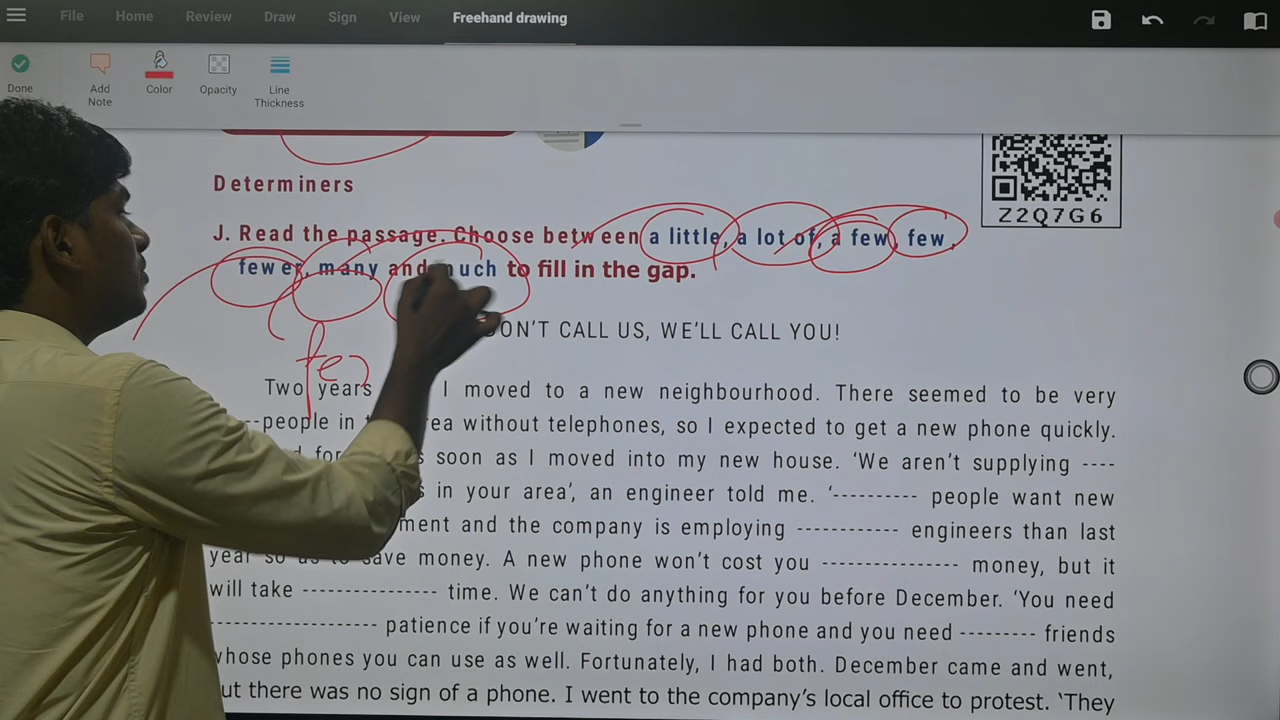 File Home Review Draw Sign View Freehand drawing
Done Add Note Color Opacity Line Thickness
Z2Q7G6
Determiners
J. Read the passage. Choose between a little, a lot of, a few, few,
fewer, many and much to fill in the gap.
DON'T CALL US, WE'LL CALL YOU!
Two years I moved to a new neighbourhood. There seemed to be very
--people in area without telephones, so I expected to get a new phone quickly.
for soon as I moved into my new house. ‘We aren't supplying ----
in your area’, an engineer told me. ‘---------- people want new
and the company is employing ------------ engineers than last
year so as to save money. A new phone won't cost you ---------------- money, but it
will take ---------------- time. We can't do anything for you before December. ‘You need
------------------- patience if you're waiting for a new phone and you need --------- friends
whose phones you can use as well. Fortunately, I had both. December came and went,
but there was no sign of a phone. I went to the company's local office to protest. ‘They